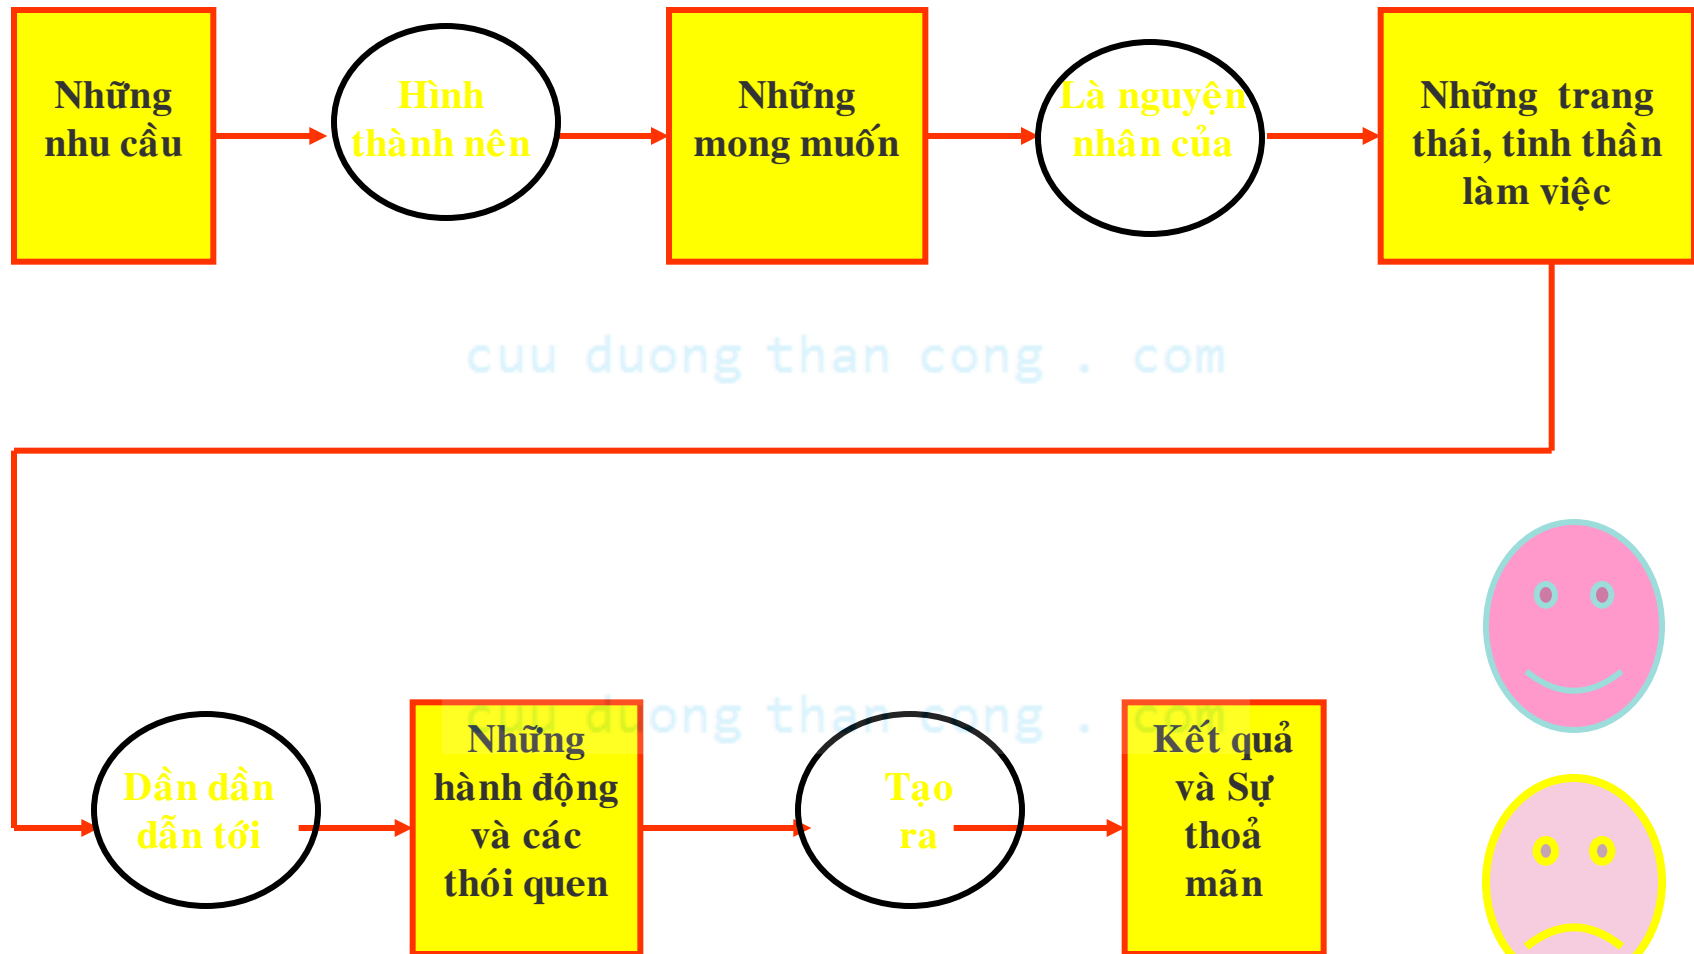 Những
nhu cầu
Hình
thành nên
Những
mong muốn
Là nguyện
nhân của
Những trang
thái, tinh thần
làm việc
cuu duong than cong . com
Dần dần
dẫn tới
cuu duong than cong . com
Những
hành động
và các
thói quen
Tạo
ra
Kết quả
và Sự
thoả
mãn